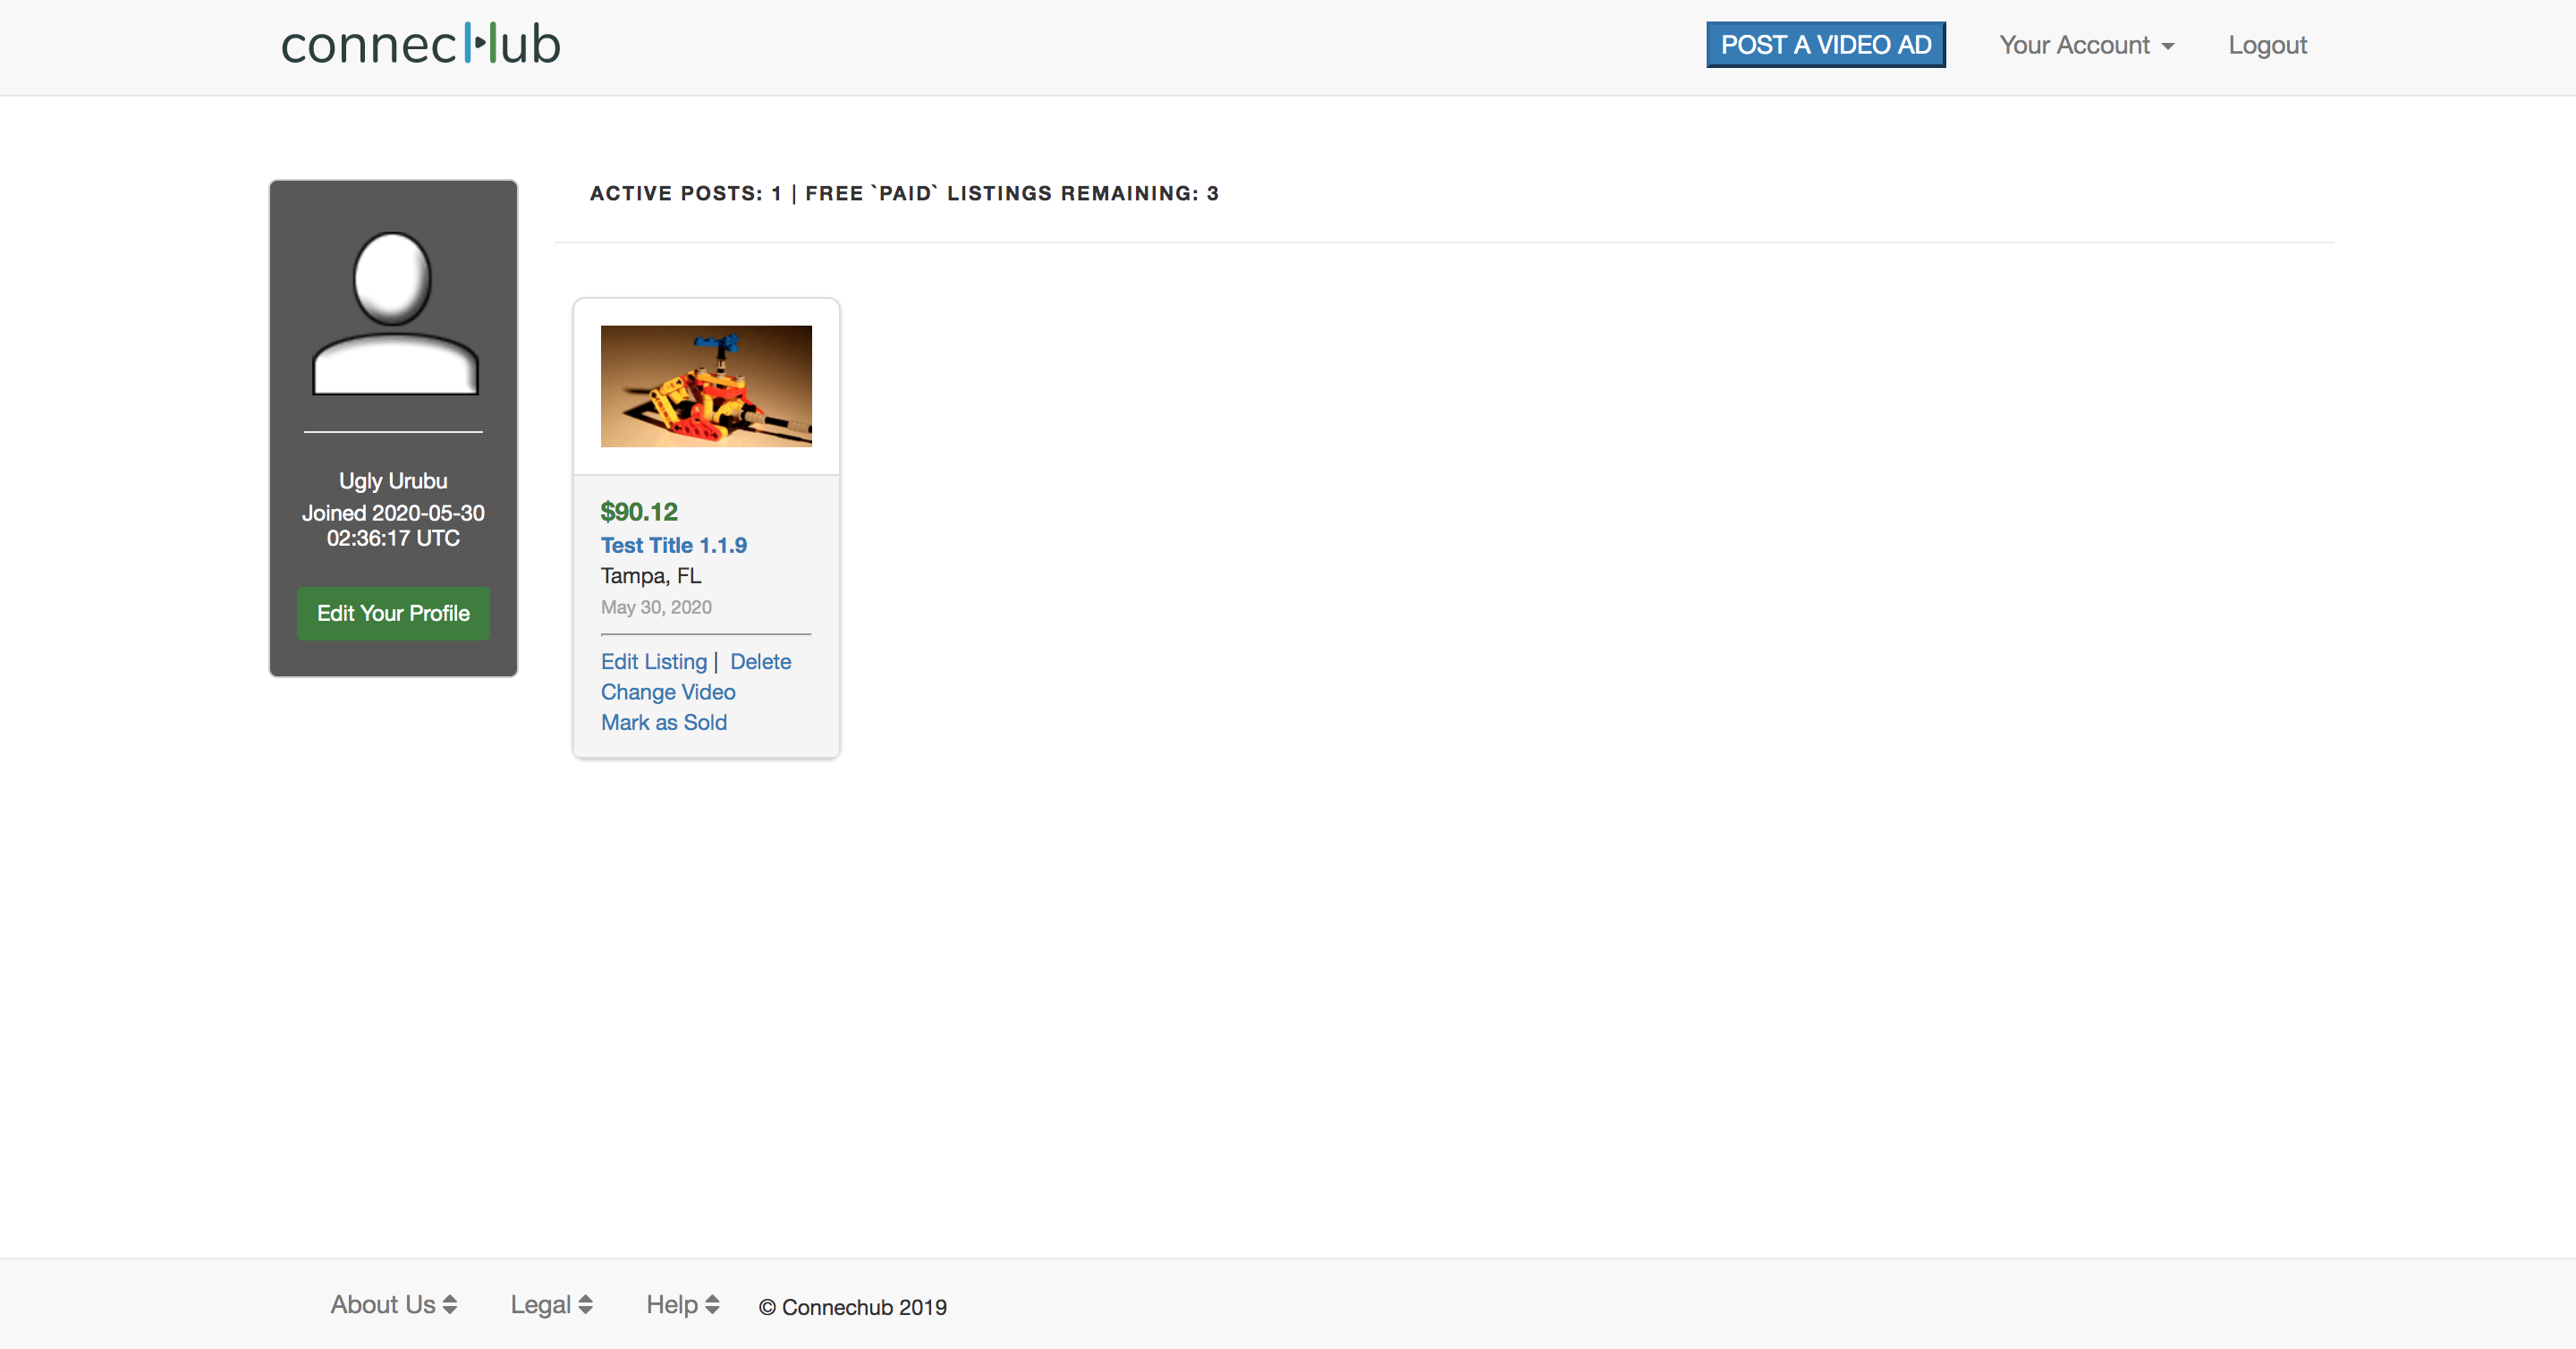 connecHub
POST A VIDEO AD
Your Account
Logout
ACTIVE POSTS: 1 | FREE `PAID` LISTINGS REMAINING: 3
Ugly Urubu
Joined 2020-05-30
02:36:17 UTC
Edit Your Profile
$90.12
Test Title 1.1.9
Tampa, FL
May 30, 2020
Edit Listing | Delete
Change Video
Mark as Sold
About Us Legal Help © Connechub 2019